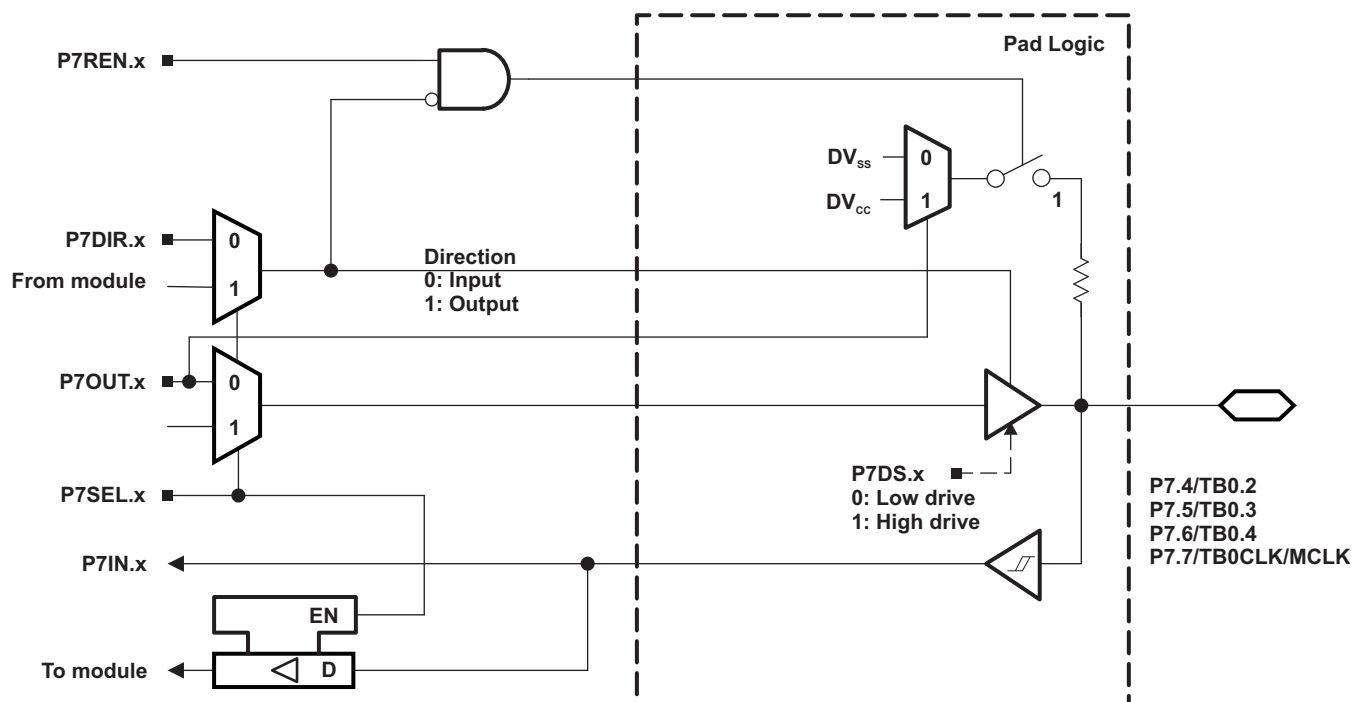 Pad Logic
P7REN.x
DVSS
0
DVCC
1
1
P7DIR.x
0
From module
1
Direction
0: Input
1: Output
P7OUT.x
0
1
P7SEL.x
P7DS.x
0: Low drive
1: High drive
P7.4/TB0.2
P7.5/TB0.3
P7.6/TB0.4
P7.7/TB0CLK/MCLK
P7IN.x
EN
To module
D